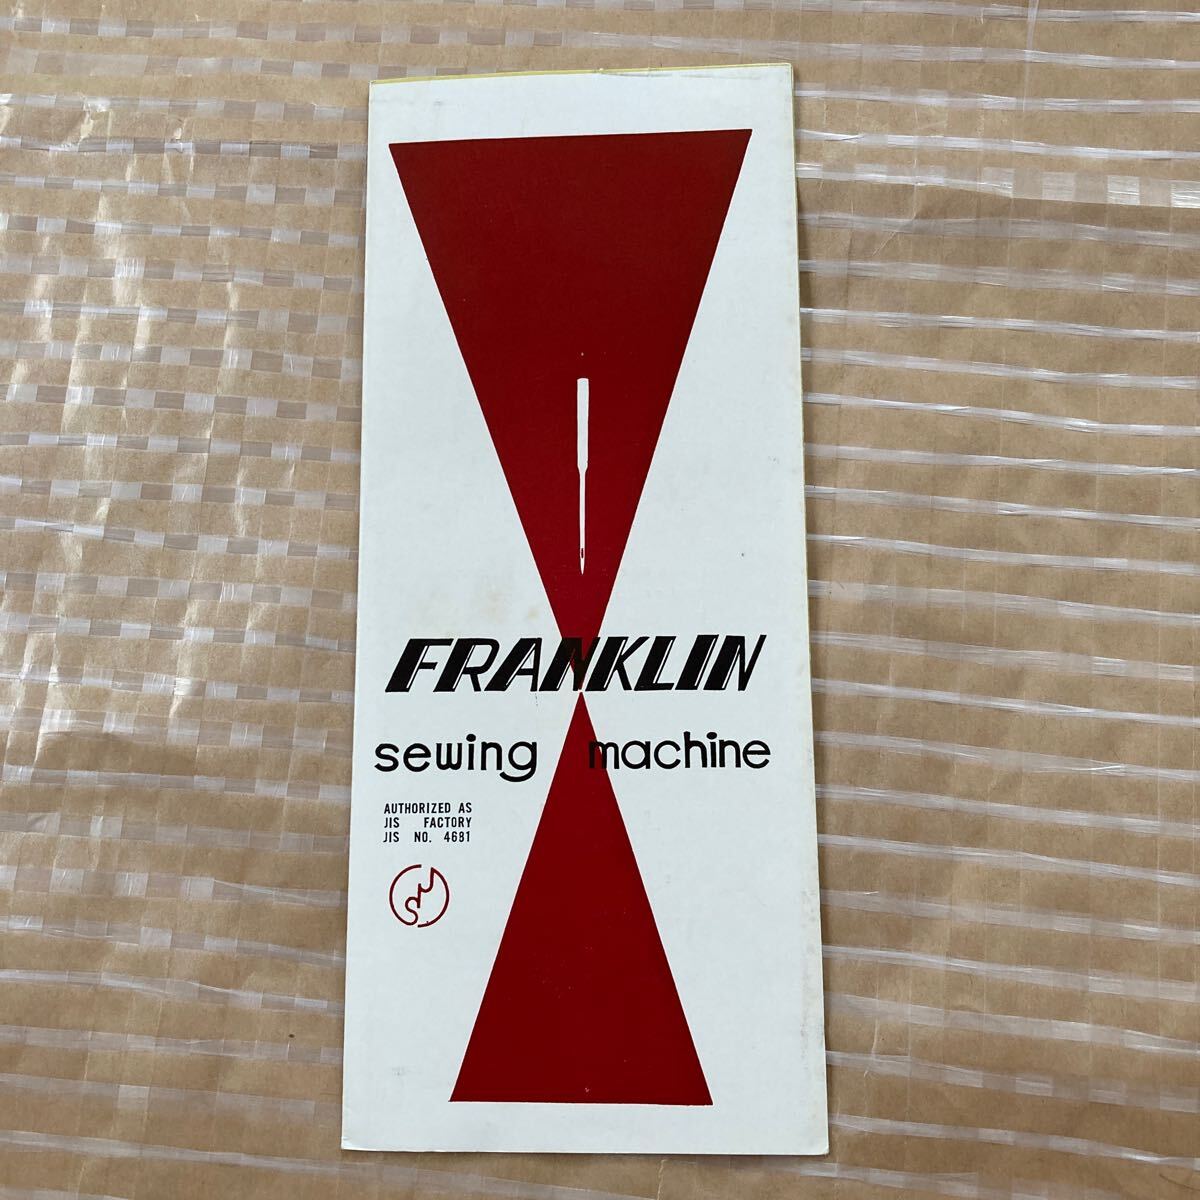 FRANKLIN
sewing machine
AUTHORIZED AS
JIS FACTORY
JIS NO. 4681